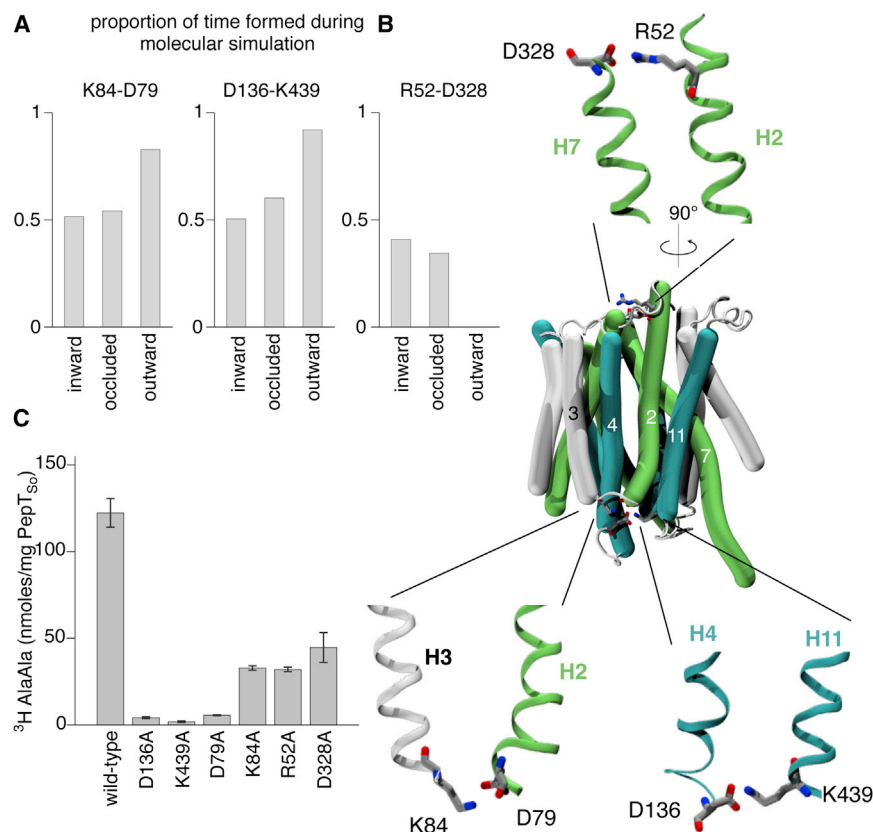 A
proportion of time formed during
molecular simulation
K84-D79
D136-K439
R52-D328
1
0.5
0
inward
occluded
outward
1
0.5
0
inward
occluded
outward
1
0.5
0
inward
occluded
outward
B
D328
R52
H7
H2
90°
3
4
2
11
7
C
³H AlaAla (nmoles/mg PepT_So)
150
100
50
0
wild-type
D136A
K439A
D79A
K84A
R52A
D328A
H3
H2
K84
D79
H4
H11
D136
K439